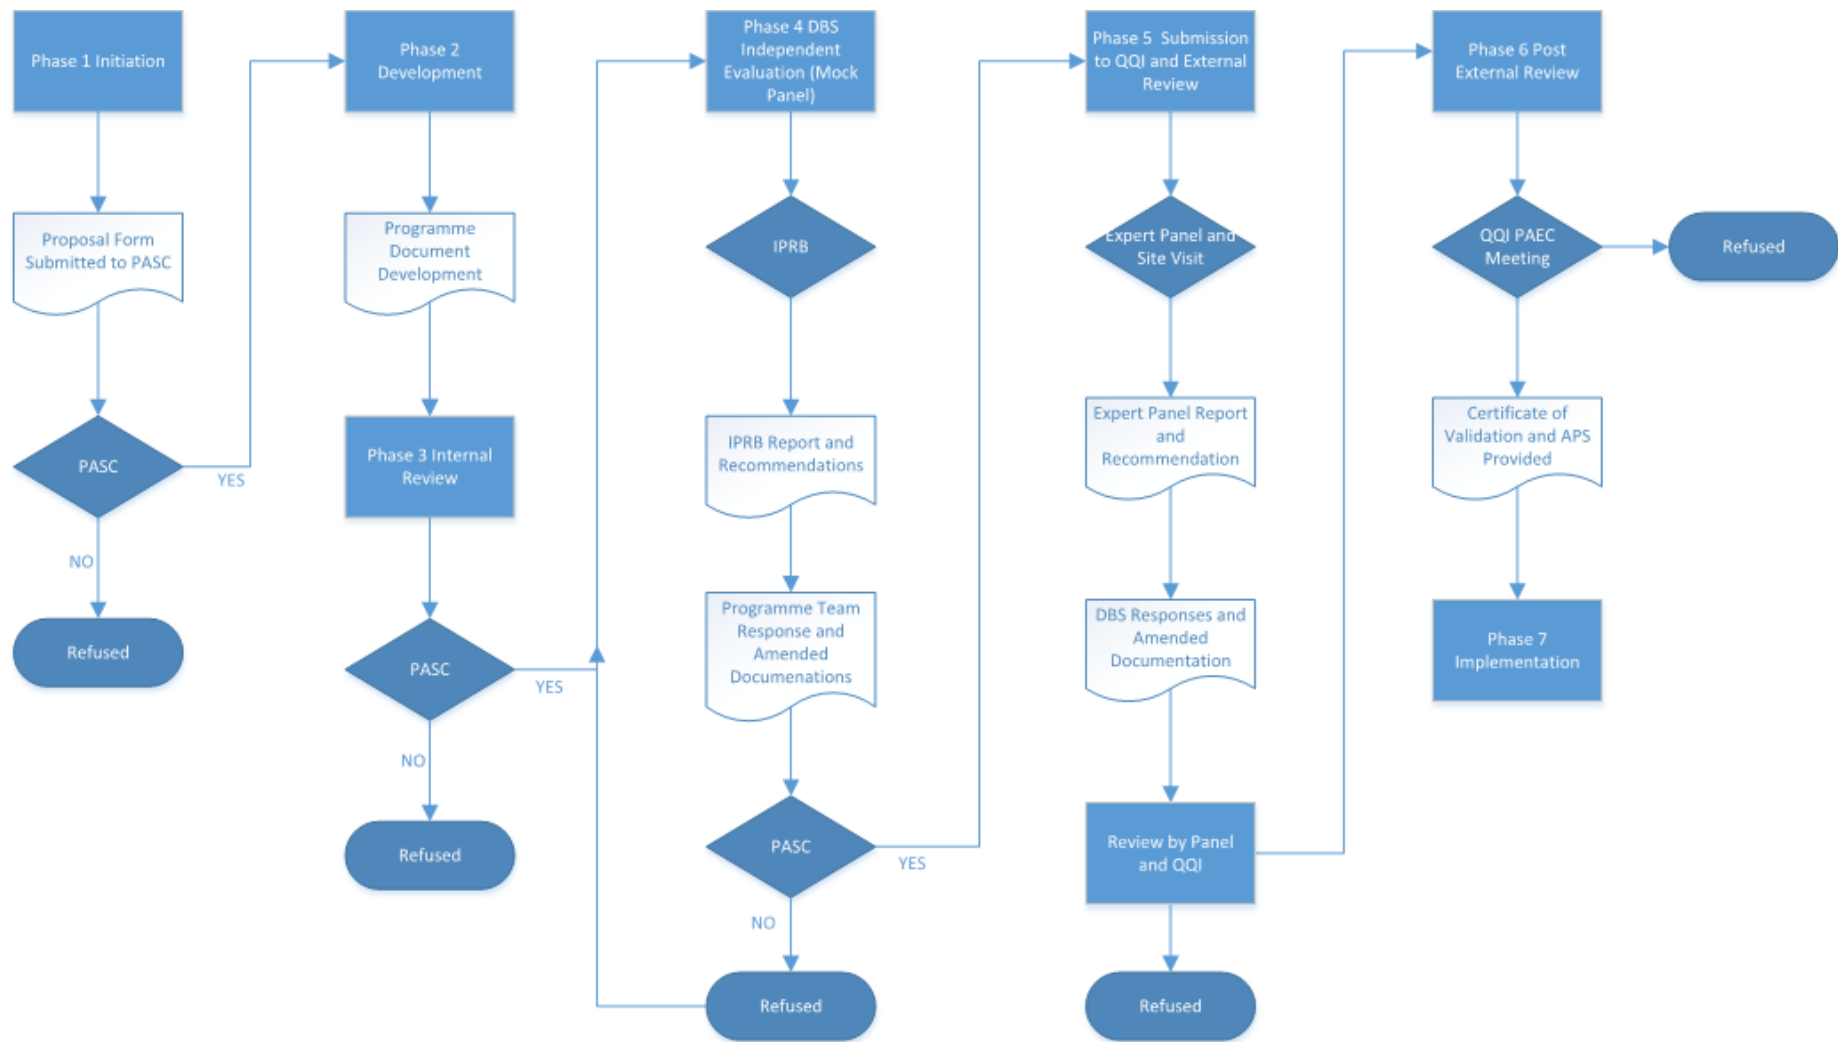 Phase 1 Initiation
Proposal Form
Submitted to PASC
PASC
YES
NO
Refused
Phase 2
Development
Programme
Document
Development
Phase 3 Internal
Review
PASC
YES
NO
Refused
Phase 4 DBS
Independent
Evaluation (Mock
Panel)
IPRB
IPRB Report and
Recommendations
Programme Team
Response and
Amended
Documenations
PASC
YES
NO
Refused
Phase 5  Submission
to QQI and External
Review
Expert Panel and
Site Visit
Expert Panel Report
and
Recommendation
DBS Responses and
Amended
Documentation
Review by Panel
and QQI
Refused
Phase 6 Post
External Review
QQI PAEC
Meeting
Refused
Certificate of
Validation and APS
Provided
Phase 7
Implementation